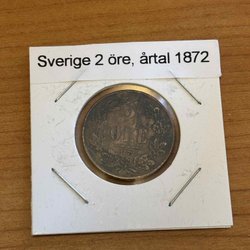 Sverige 2 öre, årtal 1872